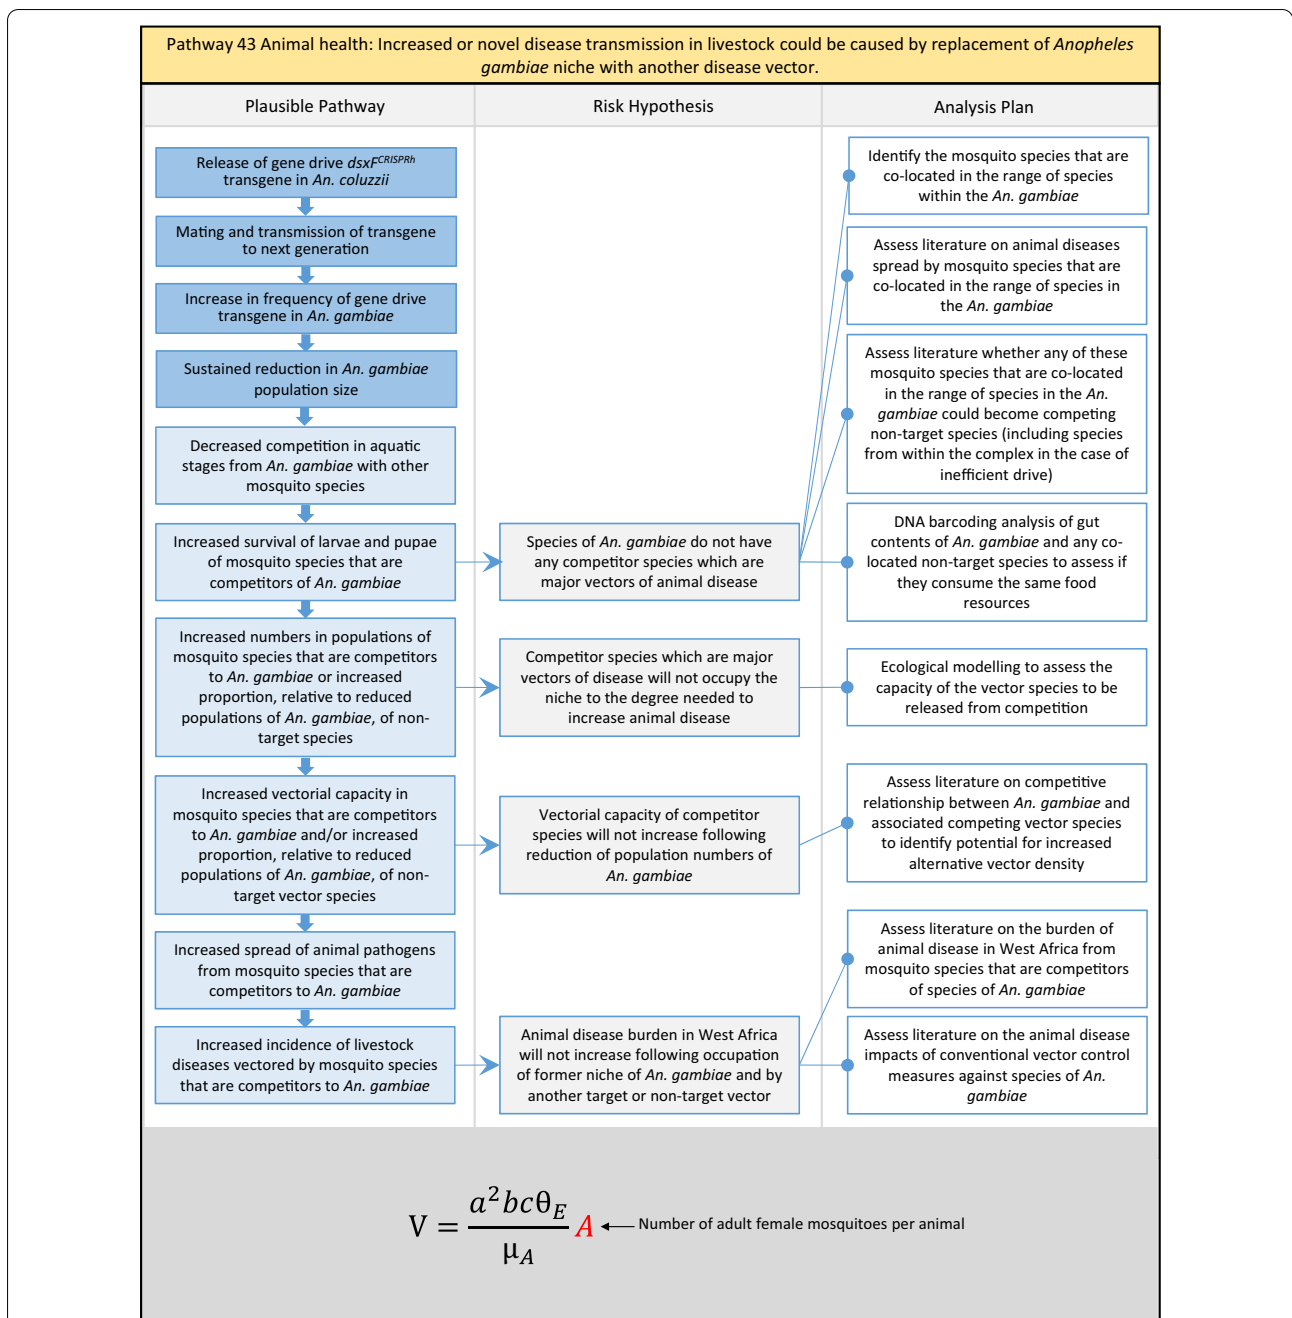 Pathway 43 Animal health: Increased or novel disease transmission in livestock could be caused by replacement of Anopheles
gambiae niche with another disease vector.
Plausible Pathway
Risk Hypothesis
Analysis Plan
Release of gene drive dsxF^CRISPRh
transgene in An. coluzzii
Mating and transmission of transgene
to next generation
Increase in frequency of gene drive
transgene in An. gambiae
Sustained reduction in An. gambiae
population size
Decreased competition in aquatic
stages from An. gambiae with other
mosquito species
Increased survival of larvae and pupae
of mosquito species that are
competitors of An. gambiae
Increased numbers in populations of
mosquito species that are competitors
to An. gambiae or increased
proportion, relative to reduced
populations of An. gambiae, of non-
target species
Increased vectorial capacity in
mosquito species that are competitors
to An. gambiae and/or increased
proportion, relative to reduced
populations of An. gambiae, of non-
target vector species
Increased spread of animal pathogens
from mosquito species that are
competitors to An. gambiae
Increased incidence of livestock
diseases vectored by mosquito species
that are competitors to An. gambiae
Species of An. gambiae do not have
any competitor species which are
major vectors of animal disease
Competitor species which are major
vectors of disease will not occupy the
niche to the degree needed to
increase animal disease
Vectorial capacity of competitor
species will not increase following
reduction of population numbers of
An. gambiae
Animal disease burden in West Africa
will not increase following occupation
of former niche of An. gambiae and by
another target or non-target vector
Identify the mosquito species that are
co-located in the range of species
within the An. gambiae
Assess literature on animal diseases
spread by mosquito species that are
co-located in the range of species in
the An. gambiae
Assess literature whether any of these
mosquito species that are co-located
in the range of species in the An.
gambiae could become competing
non-target species (including species
from within the complex in the case of
inefficient drive)
DNA barcoding analysis of gut
contents of An. gambiae and any co-
located non-target species to assess if
they consume the same food
resources
Ecological modelling to assess the
capacity of the vector species to be
released from competition
Assess literature on competitive
relationship between An. gambiae and
associated competing vector species
to identify potential for increased
alternative vector density
Assess literature on the burden of
animal disease in West Africa from
mosquito species that are competitors
of species of An. gambiae
Assess literature on the animal disease
impacts of conventional vector control
measures against species of An.
gambiae
V = a²bcθ_E / μ_A A
Number of adult female mosquitoes per animal